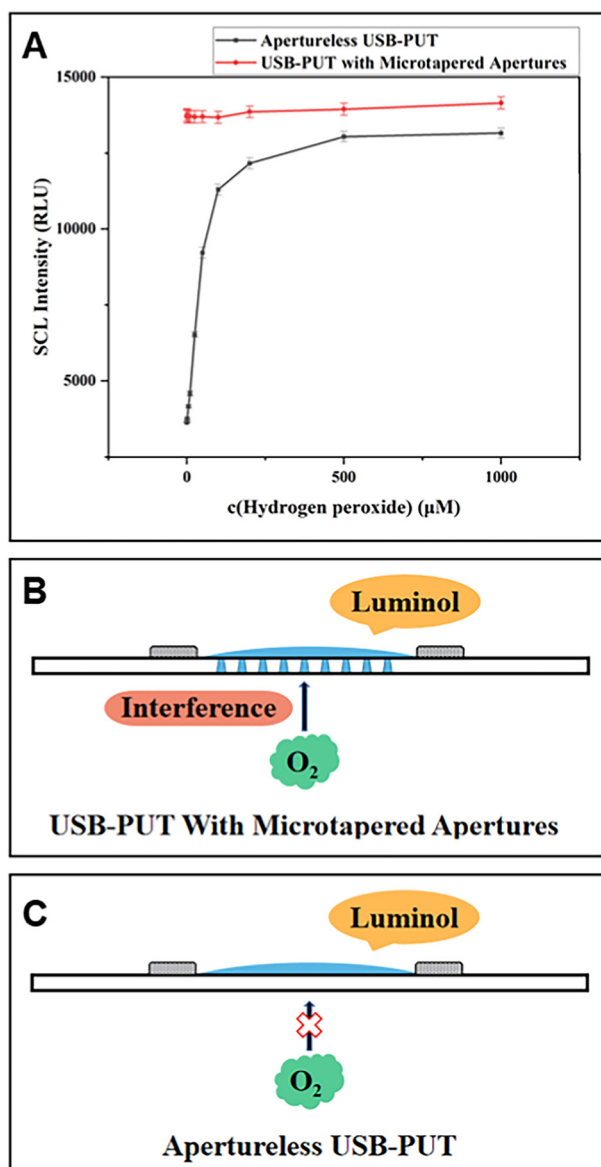 A
Apertureless USB-PUT
USB-PUT with Microtapered Apertures
15000
10000
5000
SCL Intensity (RLU)
0
500
1000
c(Hydrogen peroxide) (μM)
B
Luminol
Interference
O₂
USB-PUT With Microtapered Apertures
C
Luminol
O₂
Apertureless USB-PUT